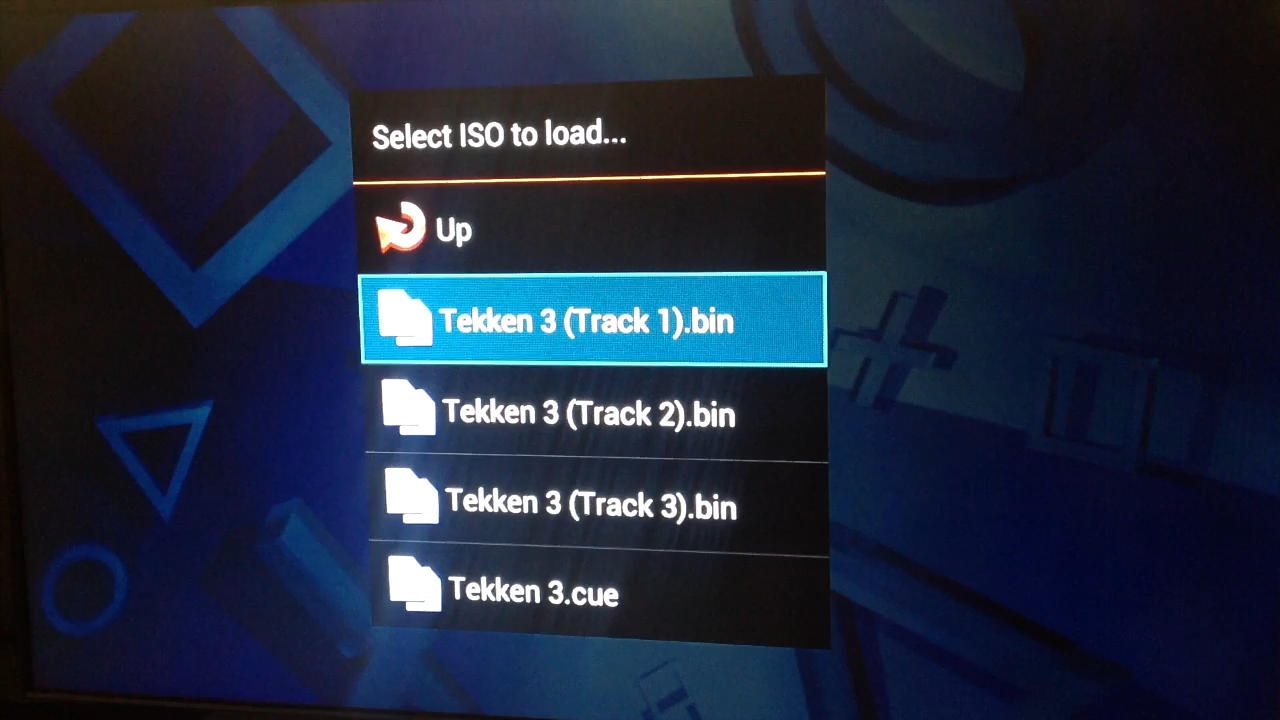 Select ISO to load...
Up
Tekken 3 (Track 1).bin
Tekken 3 (Track 2).bin
Tekken 3 (Track 3).bin
Tekken 3.cue